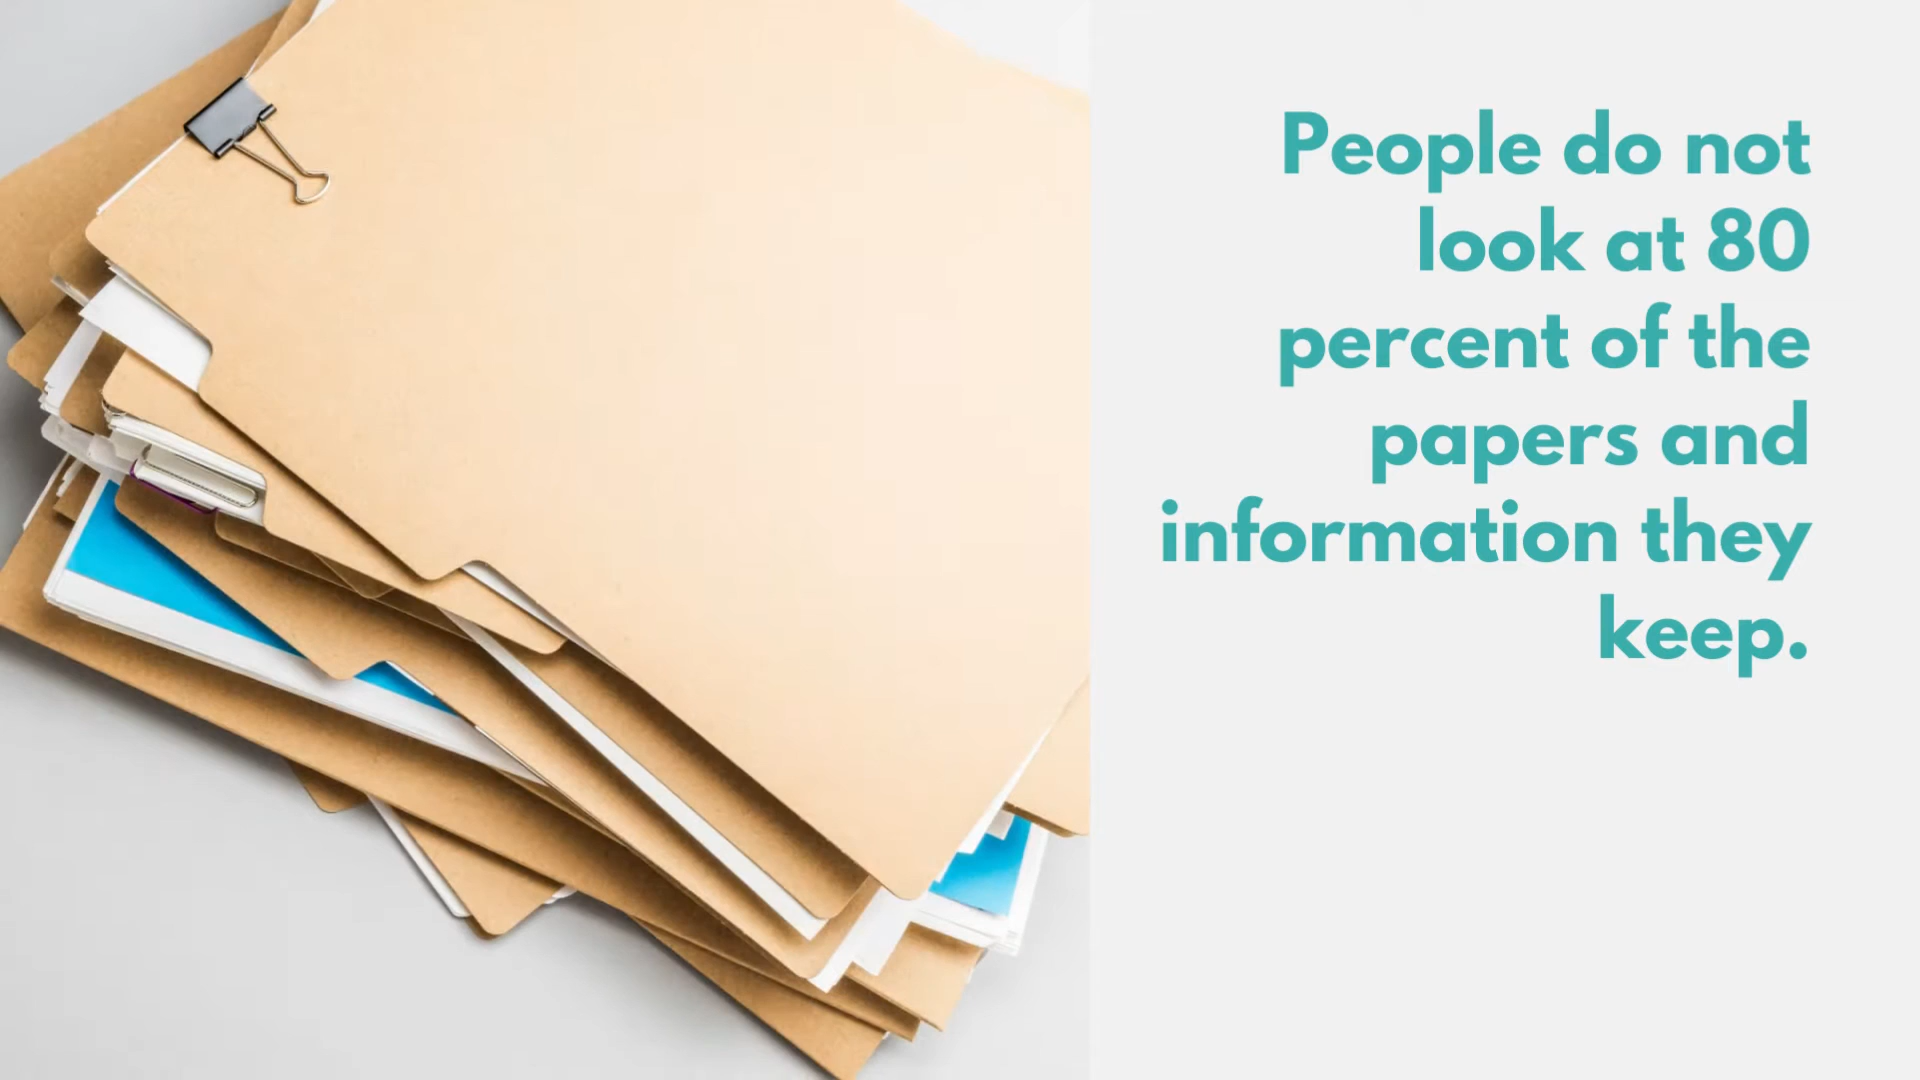 People do not
look at 80
percent of the
papers and
information they
keep.